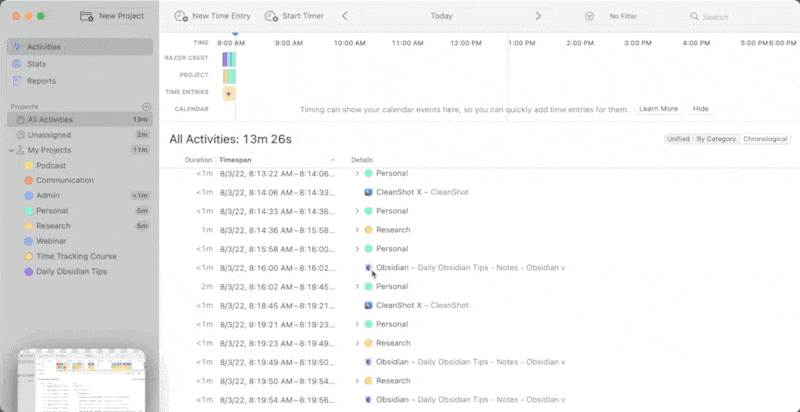 New Project
New Time Entry
Start Timer
Today
No Filter
Search
Activities
Stats
Reports
Projects
All Activities 13m
Unassigned 2m
My Projects 11m
Podcast
Communication
Admin <1m
Personal 5m
Research 5m
Webinar
Time Tracking Course
Daily Obsidian Tips
TIME 8:00 AM 9:00 AM 10:00 AM 11:00 AM 12:00 PM 1:00 PM 2:00 PM 3:00 PM 4:00 PM 5:00 PM 6:00 PM
RAZOR CREST
PROJECT
TIME ENTRIES +
CALENDAR Timing can show your calendar events here, so you can quickly add time entries for them. Learn More Hide
All Activities: 13m 26s
Unified By Category Chronological
Duration Timespan Details
<1m 8/3/22, 8:13:22 AM – 8:14:06... Personal
<1m 8/3/22, 8:14:06 AM – 8:14:33... CleanShot X – CleanShot
<1m 8/3/22, 8:14:33 AM – 8:14:36... Personal
1m 8/3/22, 8:14:36 AM – 8:15:58... Research
<1m 8/3/22, 8:15:58 AM – 8:16:00... Personal
<1m 8/3/22, 8:16:00 AM – 8:16:02... Obsidian – Daily Obsidian Tips - Notes - Obsidian v
2m 8/3/22, 8:16:02 AM – 8:18:45... Personal
<1m 8/3/22, 8:18:45 AM – 8:19:21... CleanShot X – CleanShot
<1m 8/3/22, 8:19:21 AM – 8:19:23... Personal
<1m 8/3/22, 8:19:23 AM – 8:19:49... Research
<1m 8/3/22, 8:19:49 AM – 8:19:50... Obsidian – Daily Obsidian Tips - Notes - Obsidian v
<1m 8/3/22, 8:19:50 AM – 8:19:54... Research
<1m 8/3/22, 8:19:54 AM – 8:19:56... Obsidian – Daily Obsidian Tips - Notes - Obsidian v